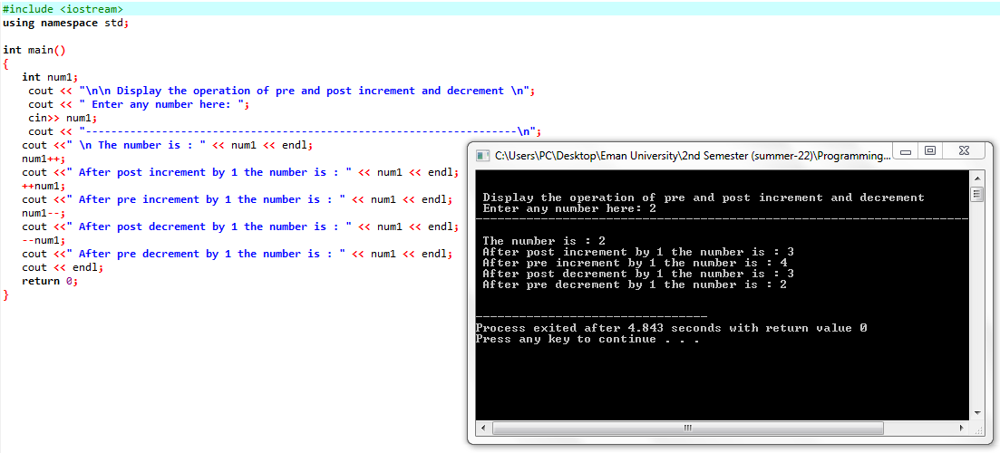 #include <iostream>
using namespace std;
int main()
{
int num1;
cout << "\n\n Display the operation of pre and post increment and decrement \n";
cout << " Enter any number here: ";
cin>> num1;
cout << "--------------------------------------------------------------------\n";
cout <<" \n The number is : " << num1 << endl;
num1++;
cout <<" After post increment by 1 the number is : " << num1 << endl;
++num1;
cout <<" After pre increment by 1 the number is : " << num1 << endl;
num1--;
cout <<" After post decrement by 1 the number is : " << num1 << endl;
--num1;
cout <<" After pre decrement by 1 the number is : " << num1 << endl;
cout << endl;
return 0;
}
C:\Users\PC\Desktop\Eman University\2nd Semester (summer-22)\Programming...
Display the operation of pre and post increment and decrement
Enter any number here: 2
--------------------------------------------------------------------
The number is : 2
After post increment by 1 the number is : 3
After pre increment by 1 the number is : 4
After post decrement by 1 the number is : 3
After pre decrement by 1 the number is : 2
--------------------------------
Process exited after 4.843 seconds with return value 0
Press any key to continue . . .